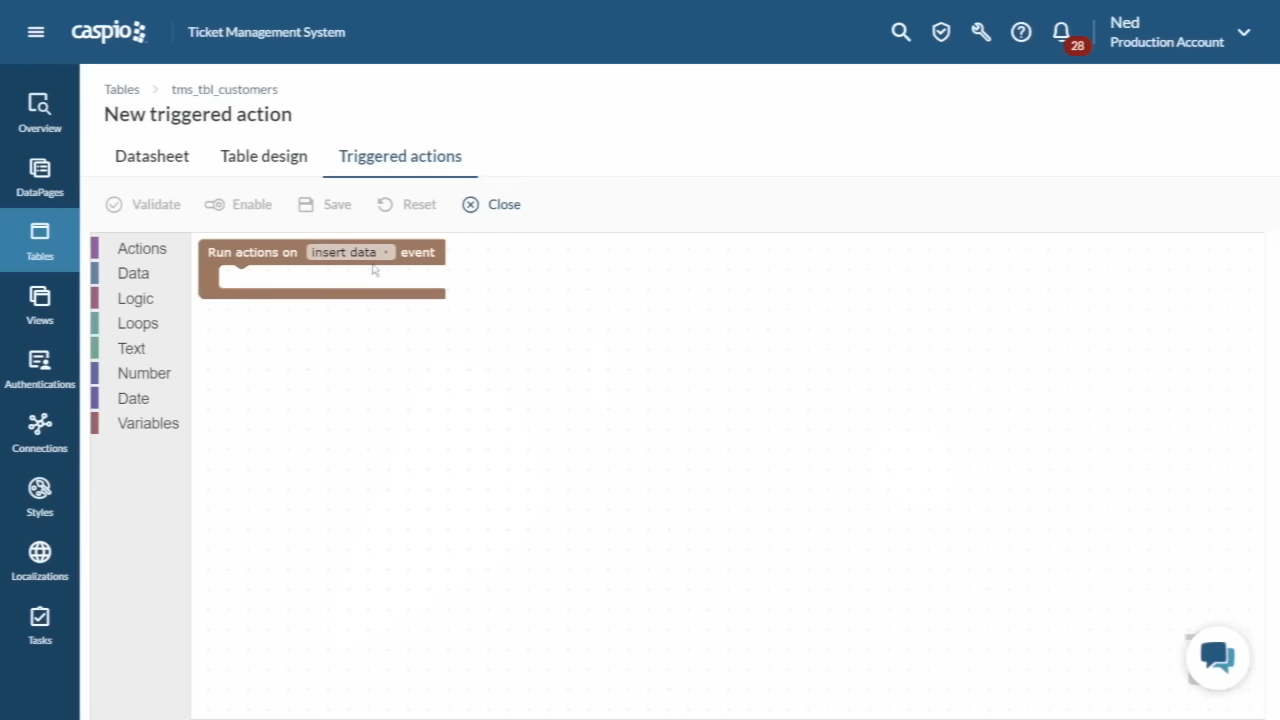 caspio
Ticket Management System
28
Ned
Production Account
Overview
DataPages
Tables
Views
Authentications
Connections
Styles
Localizations
Tasks
Tables > tms_tbl_customers
New triggered action
Datasheet Table design Triggered actions
Validate Enable Save Reset Close
Actions
Data
Logic
Loops
Text
Number
Date
Variables
Run actions on insert data event